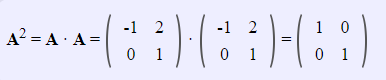 A² = A · A = ( -1 2 ; 0 1 ) · ( -1 2 ; 0 1 ) = ( 1 0 ; 0 1 )